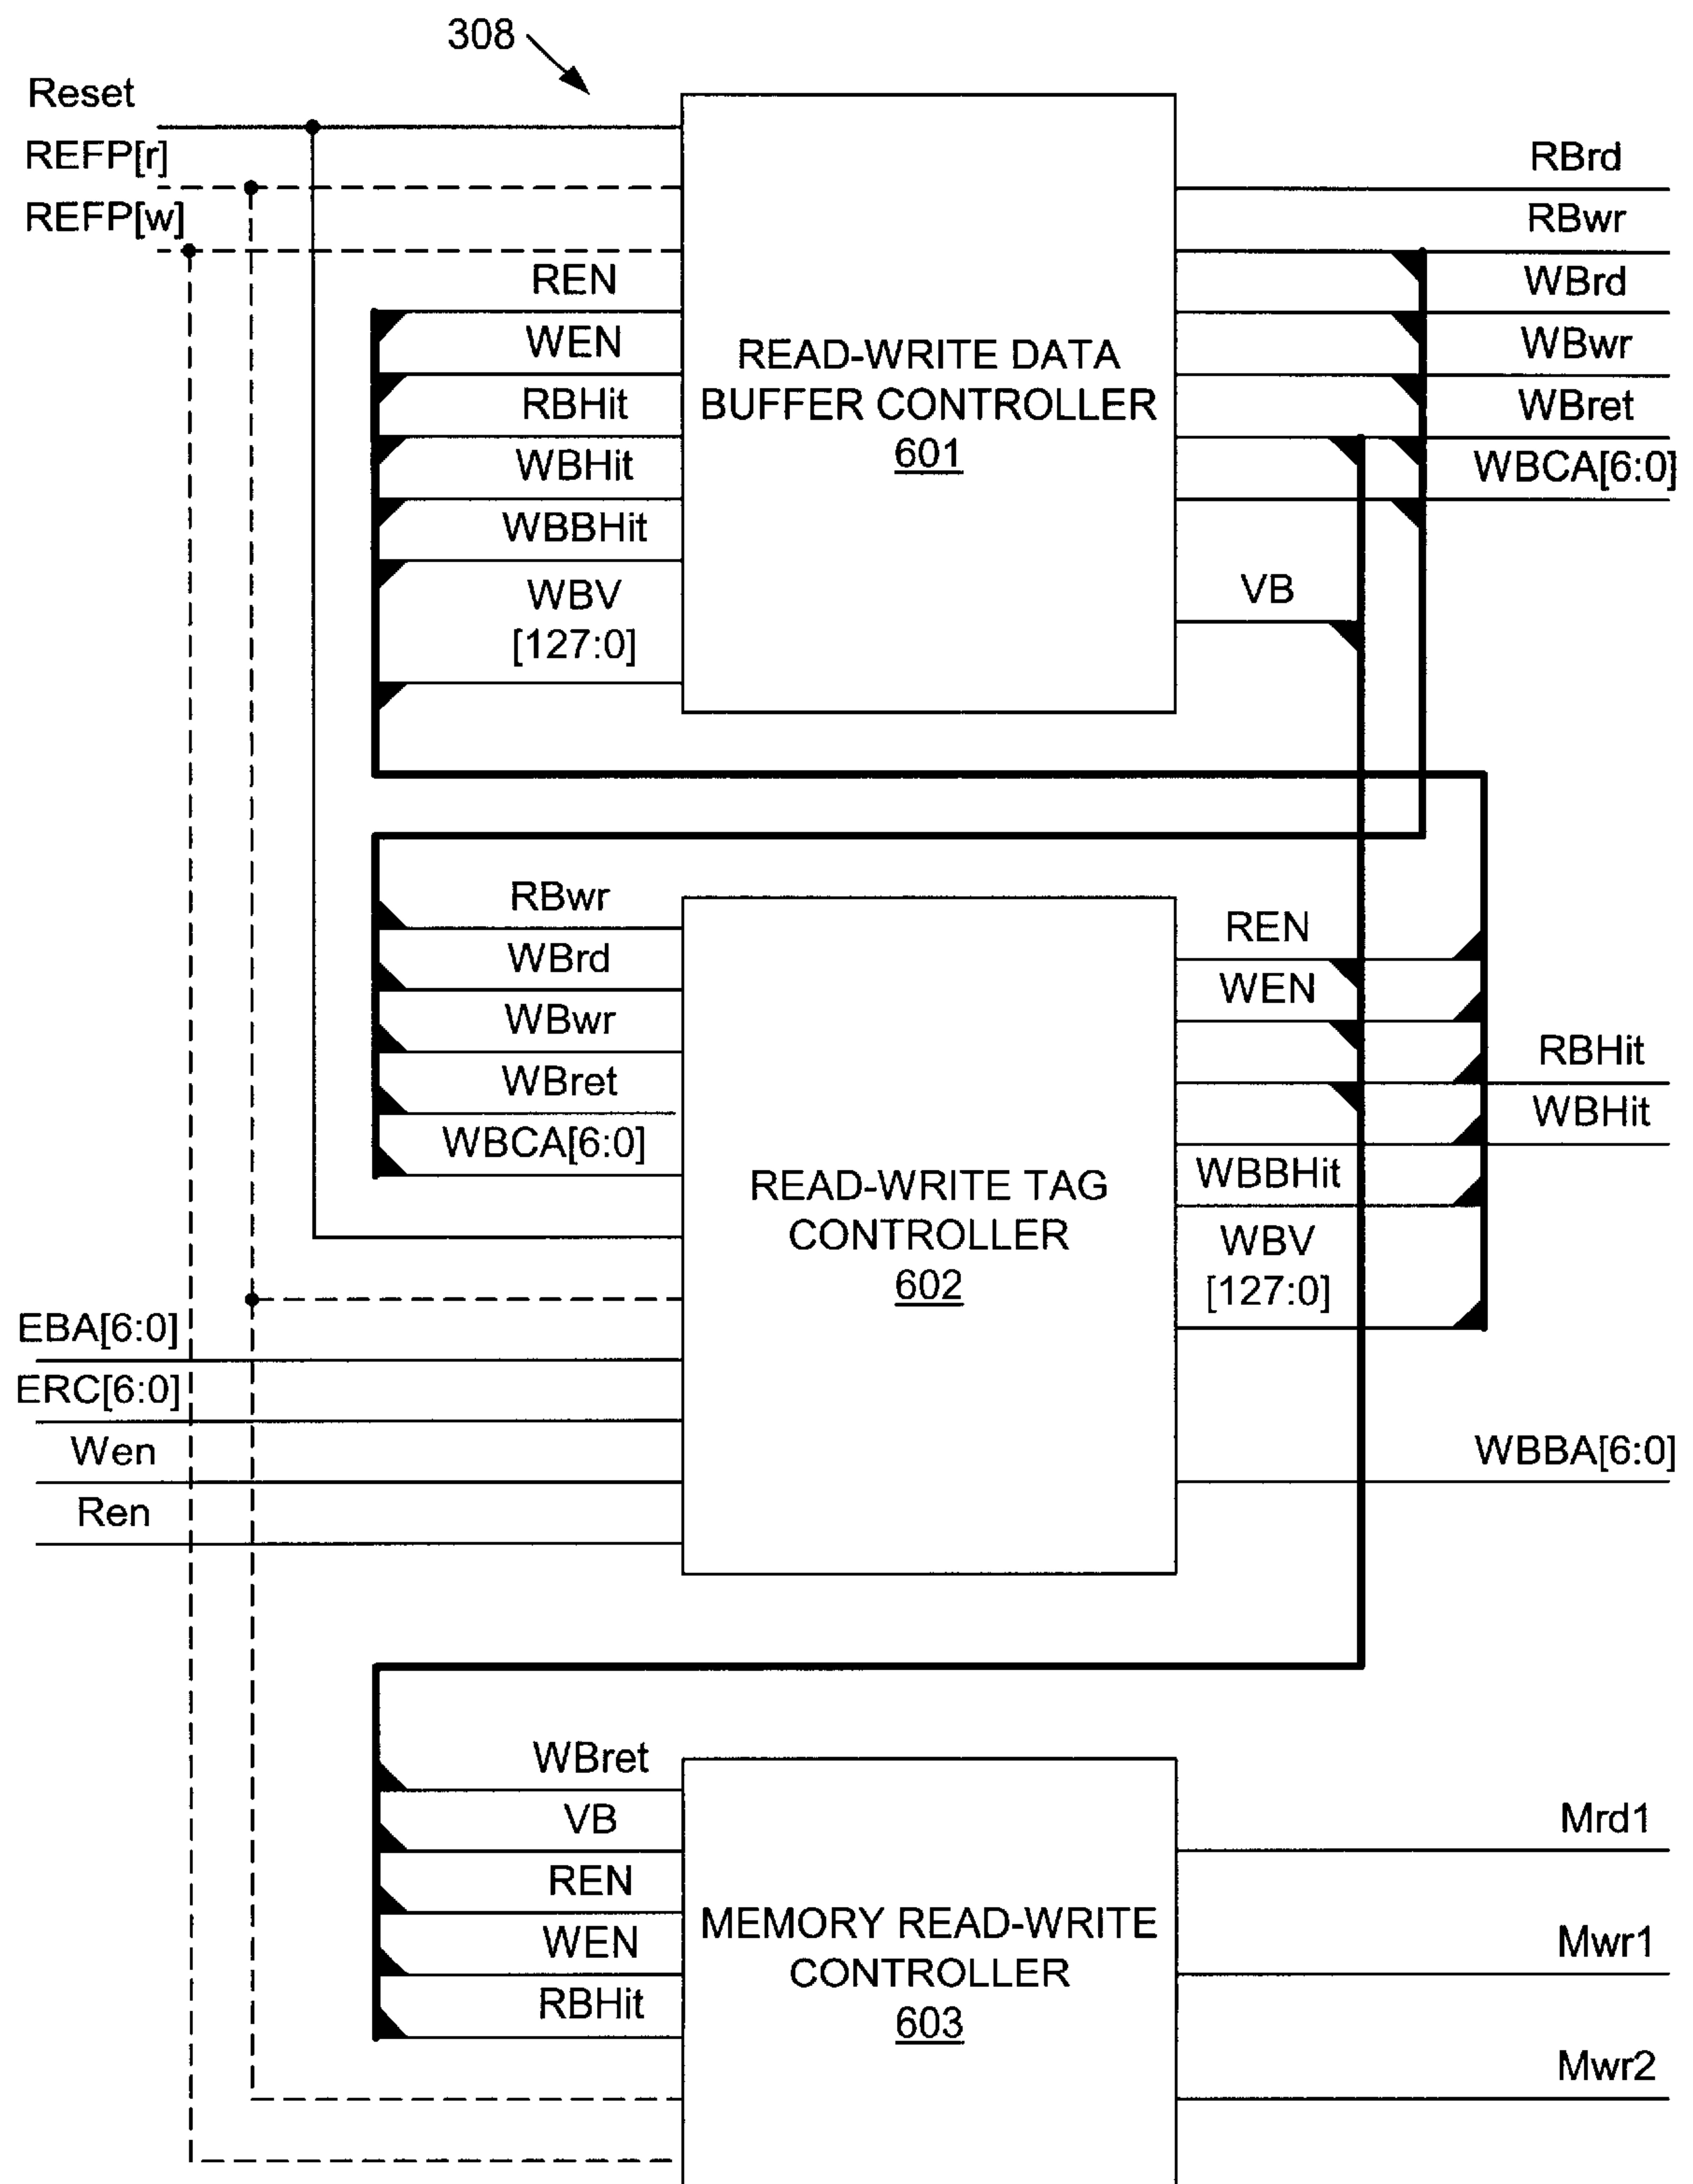 308
Reset
REFP[r]
REFP[w]
REN
WEN
RBHit
WBHit
WBBHit
WBV
[127:0]
READ-WRITE DATA
BUFFER CONTROLLER
601
RBrd
RBwr
WBrd
WBwr
WBret
WBCA[6:0]
VB
RBwr
WBrd
WBwr
WBret
WBCA[6:0]
EBA[6:0]
ERC[6:0]
Wen
Ren
READ-WRITE TAG
CONTROLLER
602
REN
WEN
RBHit
WBHit
WBBHit
WBV
[127:0]
WBBA[6:0]
WBret
VB
REN
WEN
RBHit
MEMORY READ-WRITE
CONTROLLER
603
Mrd1
Mwr1
Mwr2